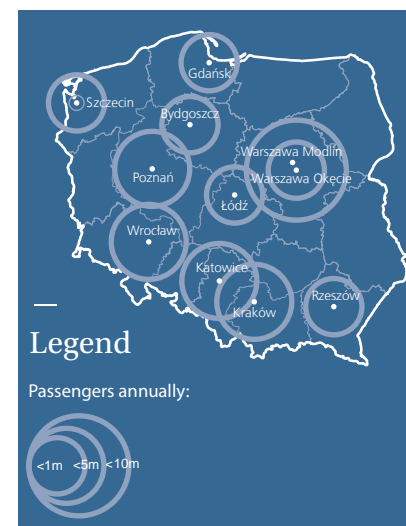 Gdańsk
Szczecin
Bydgoszcz
Warszawa Modlin
Poznań
Warszawa Okęcie
Łódź
Wrocław
Katowice
Rzeszów
Kraków
Legend
Passengers annually:
<1m <5m <10m